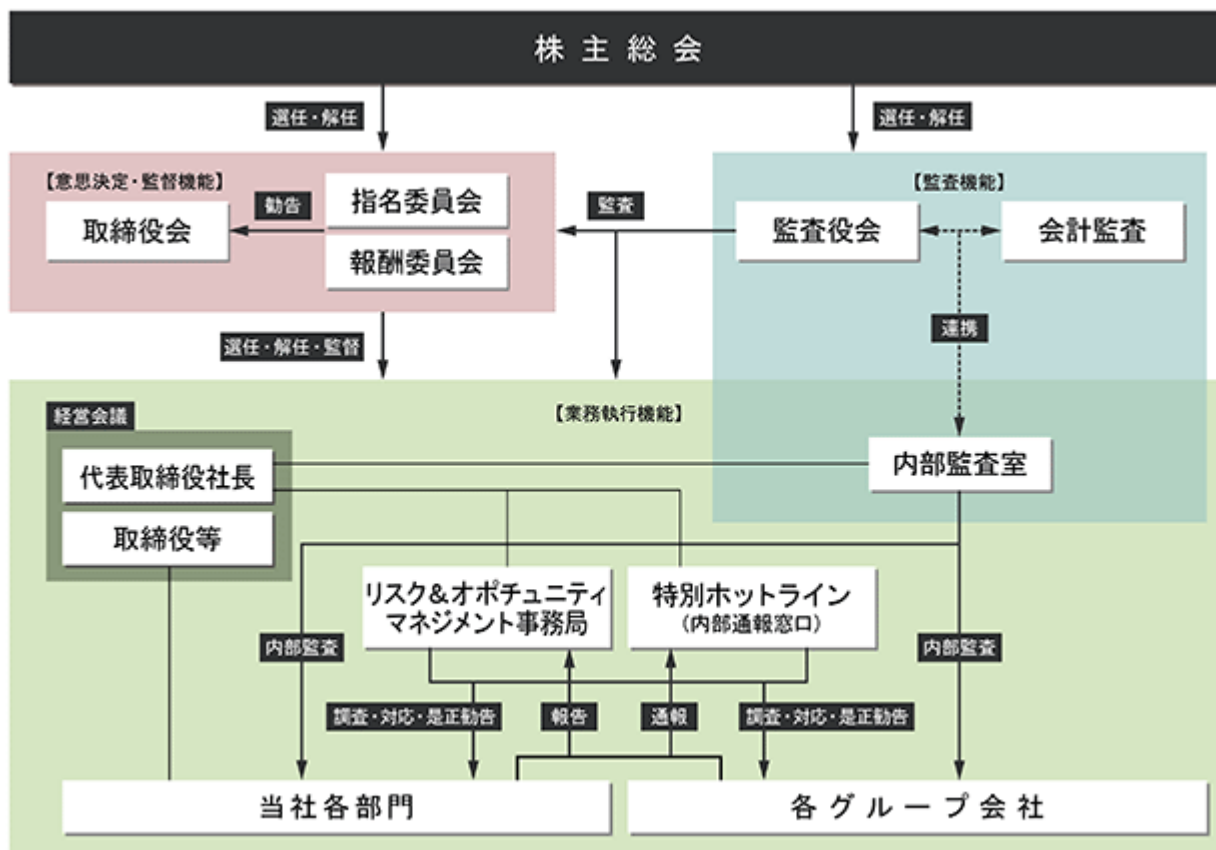 株主総会
選任・解任
選任・解任
【意思決定・監督機能】
取締役会
勧告
指名委員会
報酬委員会
監査
【監査機能】
監査役会
会計監査
連携
選任・解任・監督
【業務執行機能】
経営会議
代表取締役社長
取締役等
内部監査室
リスク&オポチュニティ
マネジメント事務局
特別ホットライン
(内部通報窓口)
内部監査
内部監査
調査・対応・是正勧告
報告
通報
調査・対応・是正勧告
当社各部門
各グループ会社